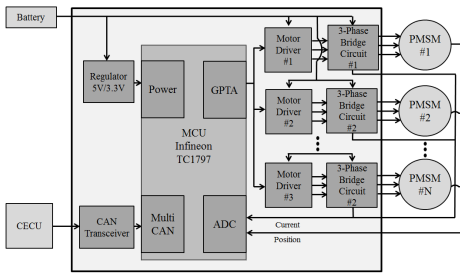 Battery
Regulator
5V/3.3V
Power
GPTA
MCU
Infineon
TC1797
CECU
CAN
Transceiver
Multi
CAN
ADC
Motor
Driver
#1
3-Phase
Bridge
Circuit
#1
PMSM
#1
Motor
Driver
#2
3-Phase
Bridge
Circuit
#2
PMSM
#2
Motor
Driver
#3
3-Phase
Bridge
Circuit
#2
PMSM
#N
Current
Position